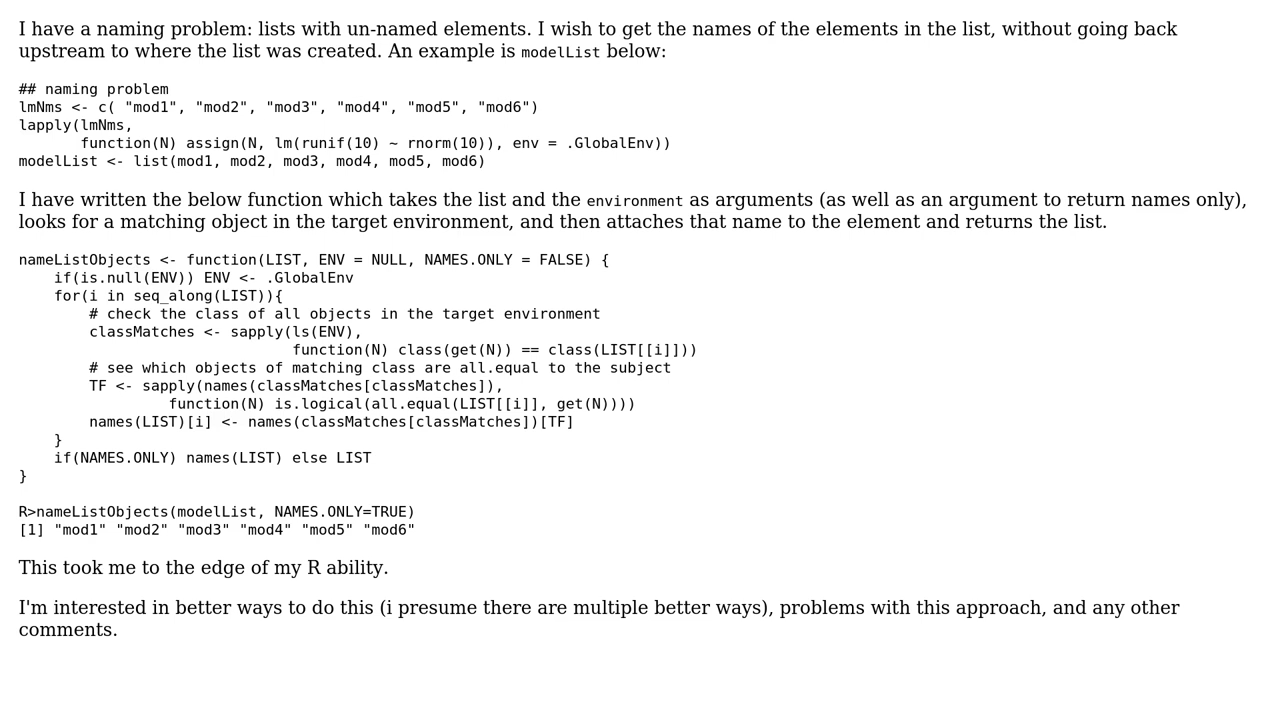 I have a naming problem: lists with un-named elements. I wish to get the names of the elements in the list, without going back
upstream to where the list was created. An example is modelList below:
## naming problem
lmNms <- c( "mod1", "mod2", "mod3", "mod4", "mod5", "mod6")
lapply(lmNms,
       function(N) assign(N, lm(runif(10) ~ rnorm(10)), env = .GlobalEnv))
modelList <- list(mod1, mod2, mod3, mod4, mod5, mod6)
I have written the below function which takes the list and the environment as arguments (as well as an argument to return names only),
looks for a matching object in the target environment, and then attaches that name to the element and returns the list.
nameListObjects <- function(LIST, ENV = NULL, NAMES.ONLY = FALSE) {
    if(is.null(ENV)) ENV <- .GlobalEnv
    for(i in seq_along(LIST)){
        # check the class of all objects in the target environment
        classMatches <- sapply(ls(ENV),
                               function(N) class(get(N)) == class(LIST[[i]]))
        # see which objects of matching class are all.equal to the subject
        TF <- sapply(names(classMatches[classMatches]),
                 function(N) is.logical(all.equal(LIST[[i]], get(N))))
        names(LIST)[i] <- names(classMatches[classMatches])[TF]
    }
    if(NAMES.ONLY) names(LIST) else LIST
}
R>nameListObjects(modelList, NAMES.ONLY=TRUE)
[1] "mod1" "mod2" "mod3" "mod4" "mod5" "mod6"
This took me to the edge of my R ability.
I'm interested in better ways to do this (i presume there are multiple better ways), problems with this approach, and any other
comments.